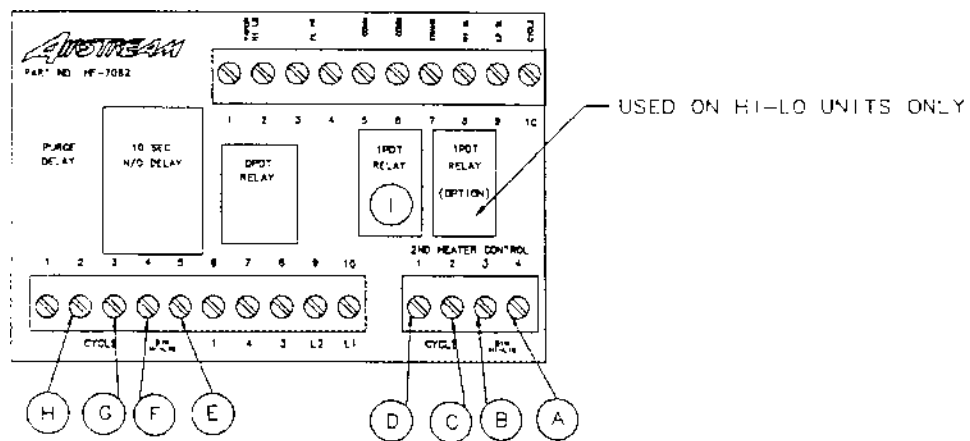 AIRSTREAM
PART NO HF-7082
COMM COMM CYCLE
1 2 3 4 5 6 7 8 9 10
USED ON HI-LO UNITS ONLY
PURGE
DELAY
10 SEC
N/O DELAY
DPDT
RELAY
1PDT
RELAY
I
1PDT
RELAY
(OPTION)
2ND HEATER CONTROL
1 2 3 4 5 6 7 8 9 10
1 2 3 4
CYCLE 1 4 3 L2 L1
CYCLE
H G F E D C B A